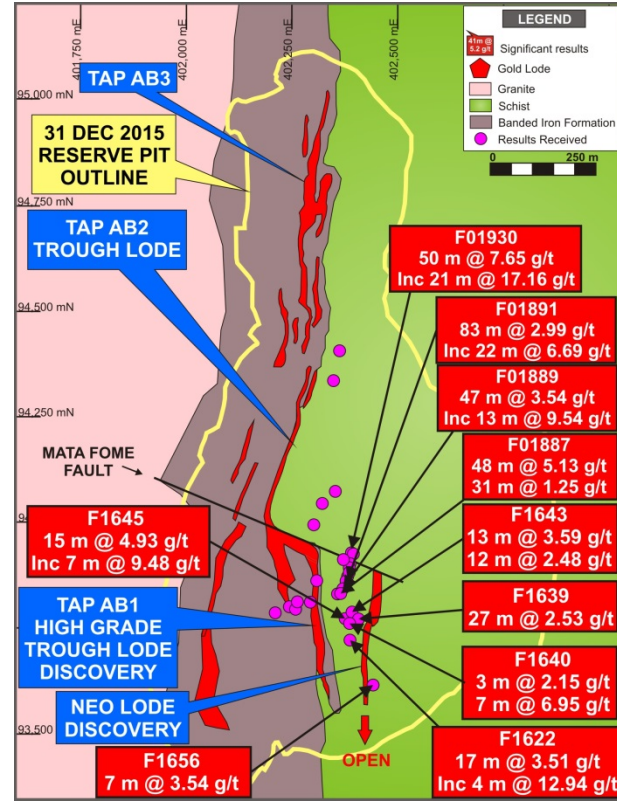 401,750 mE
402,000 mE
402,250 mE
402,500 mE
LEGEND
41m @
5.2 g/t
Significant results
Gold Lode
Granite
Schist
Banded Iron Formation
Results Received
0
250 m
95,000 mN
94,750 mN
94,500 mN
94,250 mN
93,500
TAP AB3
31 DEC 2015
RESERVE PIT
OUTLINE
TAP AB2
TROUGH LODE
F01930
50 m @ 7.65 g/t
Inc 21 m @ 17.16 g/t
F01891
83 m @ 2.99 g/t
Inc 22 m @ 6.69 g/t
F01889
47 m @ 3.54 g/t
Inc 13 m @ 9.54 g/t
F01887
48 m @ 5.13 g/t
31 m @ 1.25 g/t
MATA FOME
FAULT
F1645
15 m @ 4.93 g/t
Inc 7 m @ 9.48 g/t
F1643
13 m @ 3.59 g/t
12 m @ 2.48 g/t
TAP AB1
HIGH GRADE
TROUGH LODE
DISCOVERY
F1639
27 m @ 2.53 g/t
F1640
3 m @ 2.15 g/t
7 m @ 6.95 g/t
NEO LODE
DISCOVERY
F1656
7 m @ 3.54 g/t
OPEN
F1622
17 m @ 3.51 g/t
Inc 4 m @ 12.94 g/t